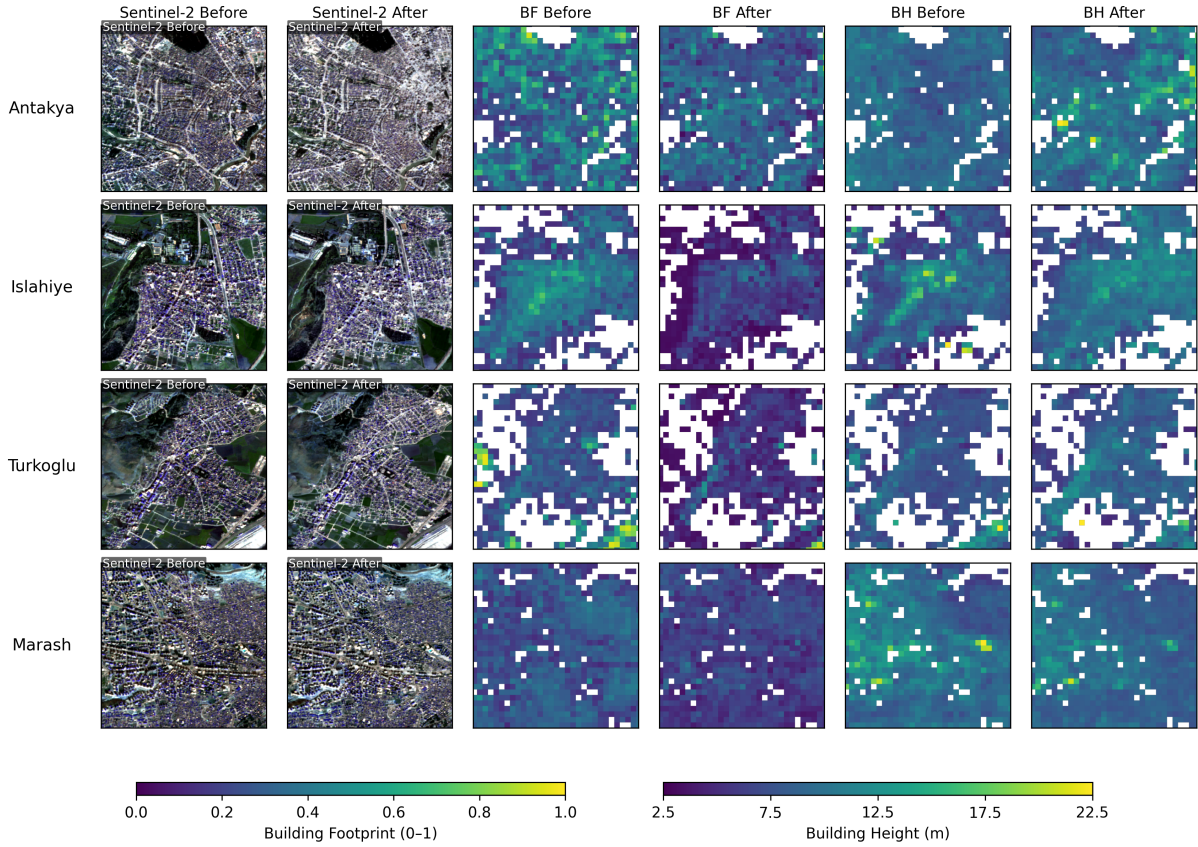 Sentinel-2 Before Sentinel-2 After BF Before BF After BH Before BH After
Antakya
Sentinel-2 Before Sentinel-2 After
Islahiye
Sentinel-2 Before Sentinel-2 After
Turkoglu
Sentinel-2 Before Sentinel-2 After
Marash
Sentinel-2 Before Sentinel-2 After
0.0 0.2 0.4 0.6 0.8 1.0
Building Footprint (0–1)
2.5 7.5 12.5 17.5 22.5
Building Height (m)